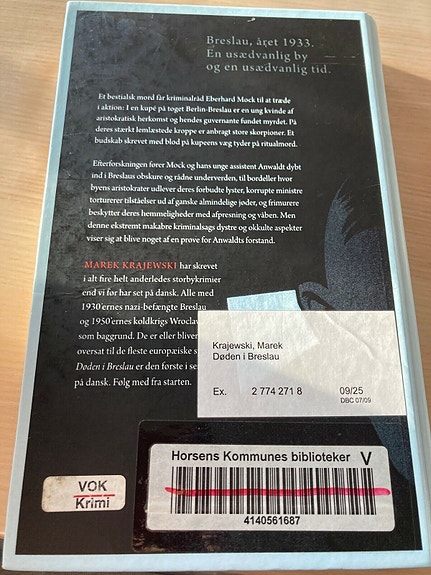 Breslau, året 1933.
En usædvanlig by
og en usædvanlig tid.
Et bestialsk mord får kriminalråd Eberhard Mock til at træde
i aktion: I en kupé på toget Berlin-Breslau er en ung kvinde af
aristokratisk herkomst og hendes guvernante fundet myrdet. På
deres stærkt lemlæstede kroppe er anbragt store skorpioner. Et
budskab skrevet med blod på kupeens væg tyder på ritualmord.
Efterforskningen fører Mock og hans unge assistent Anwaldt dybt
ind i Breslaus obskure og rådne underverden, til bordeller hvor
byens aristokrater udlever deres forbudte lyster, korrupte ministre
torturerer tilståelser ud af ganske almindelige jøder, og frimurere
beskytter deres hemmeligheder med afpresning og våben. Men
denne ekstremt makabre kriminalsags dystre og okkulte aspekter
viser sig at blive noget af en prøve for Anwaldts forstand.
MAREK KRAJEWSKI har skrevet
i alt fire helt anderledes storbykrimier
end vi før har set på dansk. Alle med
1930'ernes nazi-befængte Breslau
og 1950'ernes koldkrigs Wrocław
som baggrund. De er eller bliver
oversat til de fleste europæiske
Døden i Breslau er den første i
på dansk. Følg med fra starten.
Krajewski, Marek
Døden i Breslau
Ex. 2 774 271 8 09/25
DBC 07/09
Horsens Kommunes biblioteker V
4140561687
VOK
Krimi